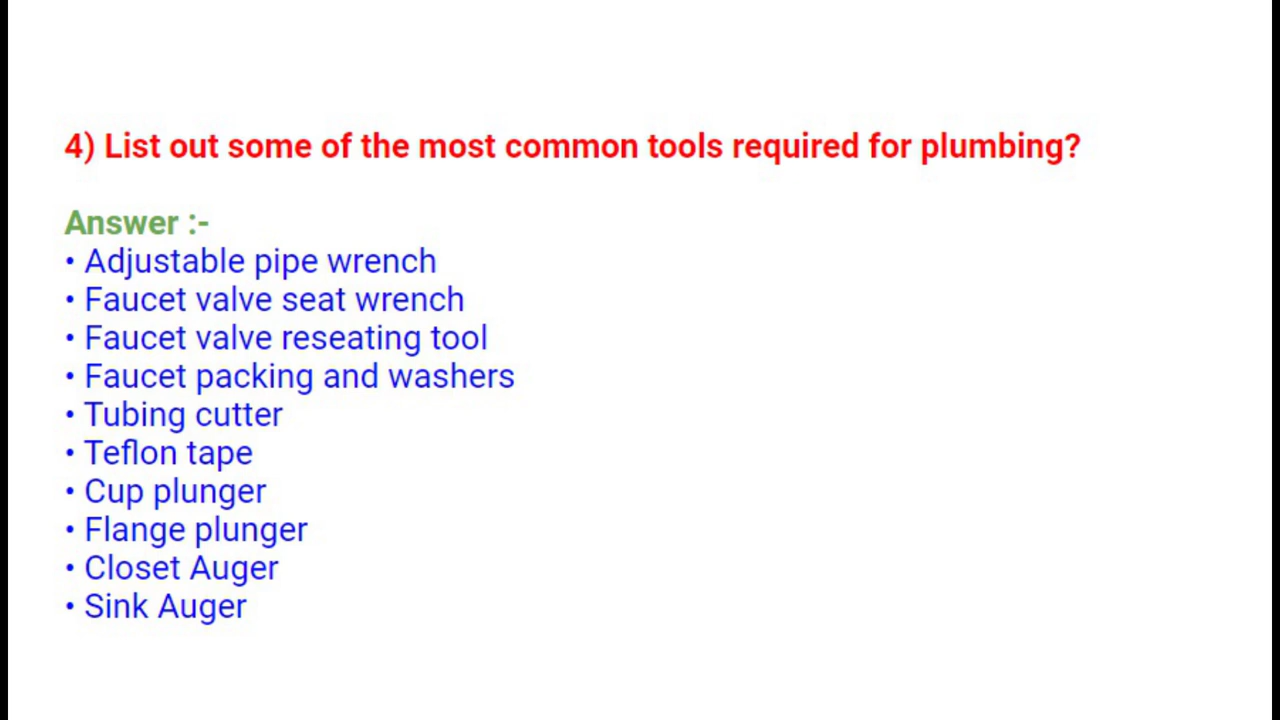 4) List out some of the most common tools required for plumbing?
Answer :-
• Adjustable pipe wrench
• Faucet valve seat wrench
• Faucet valve reseating tool
• Faucet packing and washers
• Tubing cutter
• Teflon tape
• Cup plunger
• Flange plunger
• Closet Auger
• Sink Auger